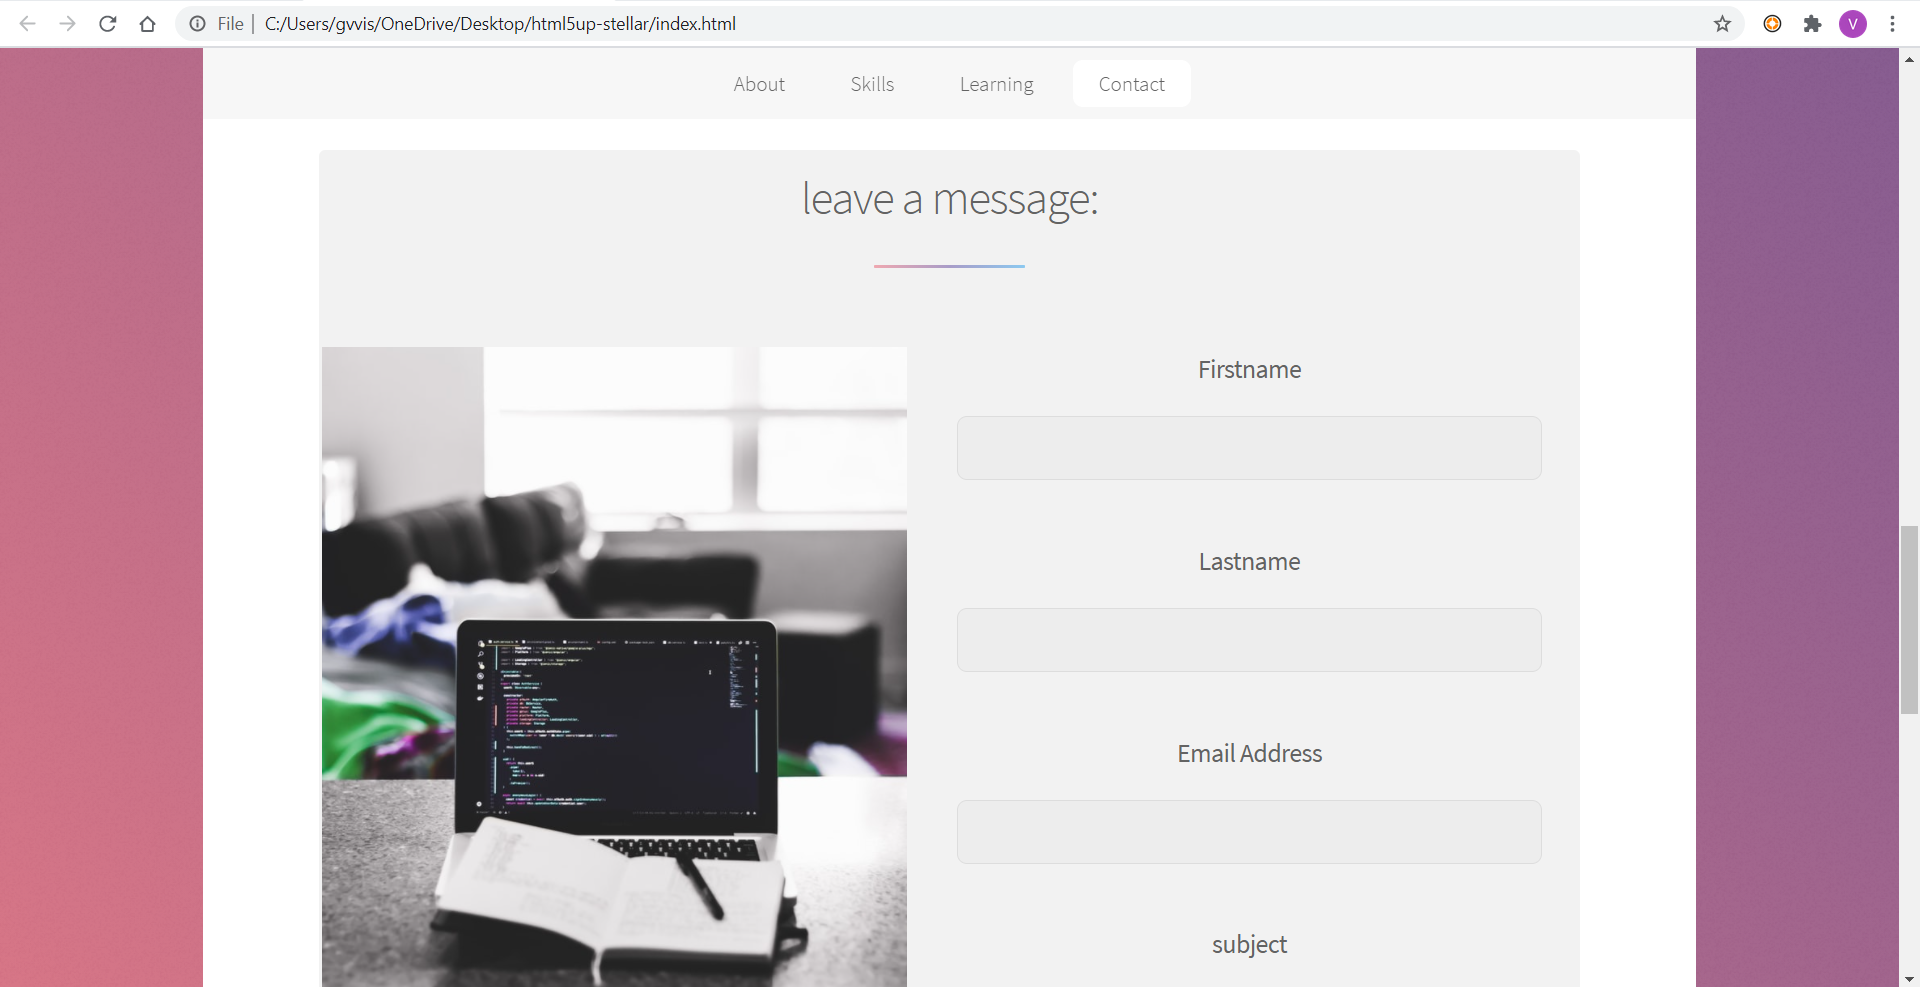 File
C:/Users/gvvis/OneDrive/Desktop/html5up-stellar/index.html
V
About
Skills
Learning
Contact
leave a message:
Firstname
Lastname
Email Address
subject